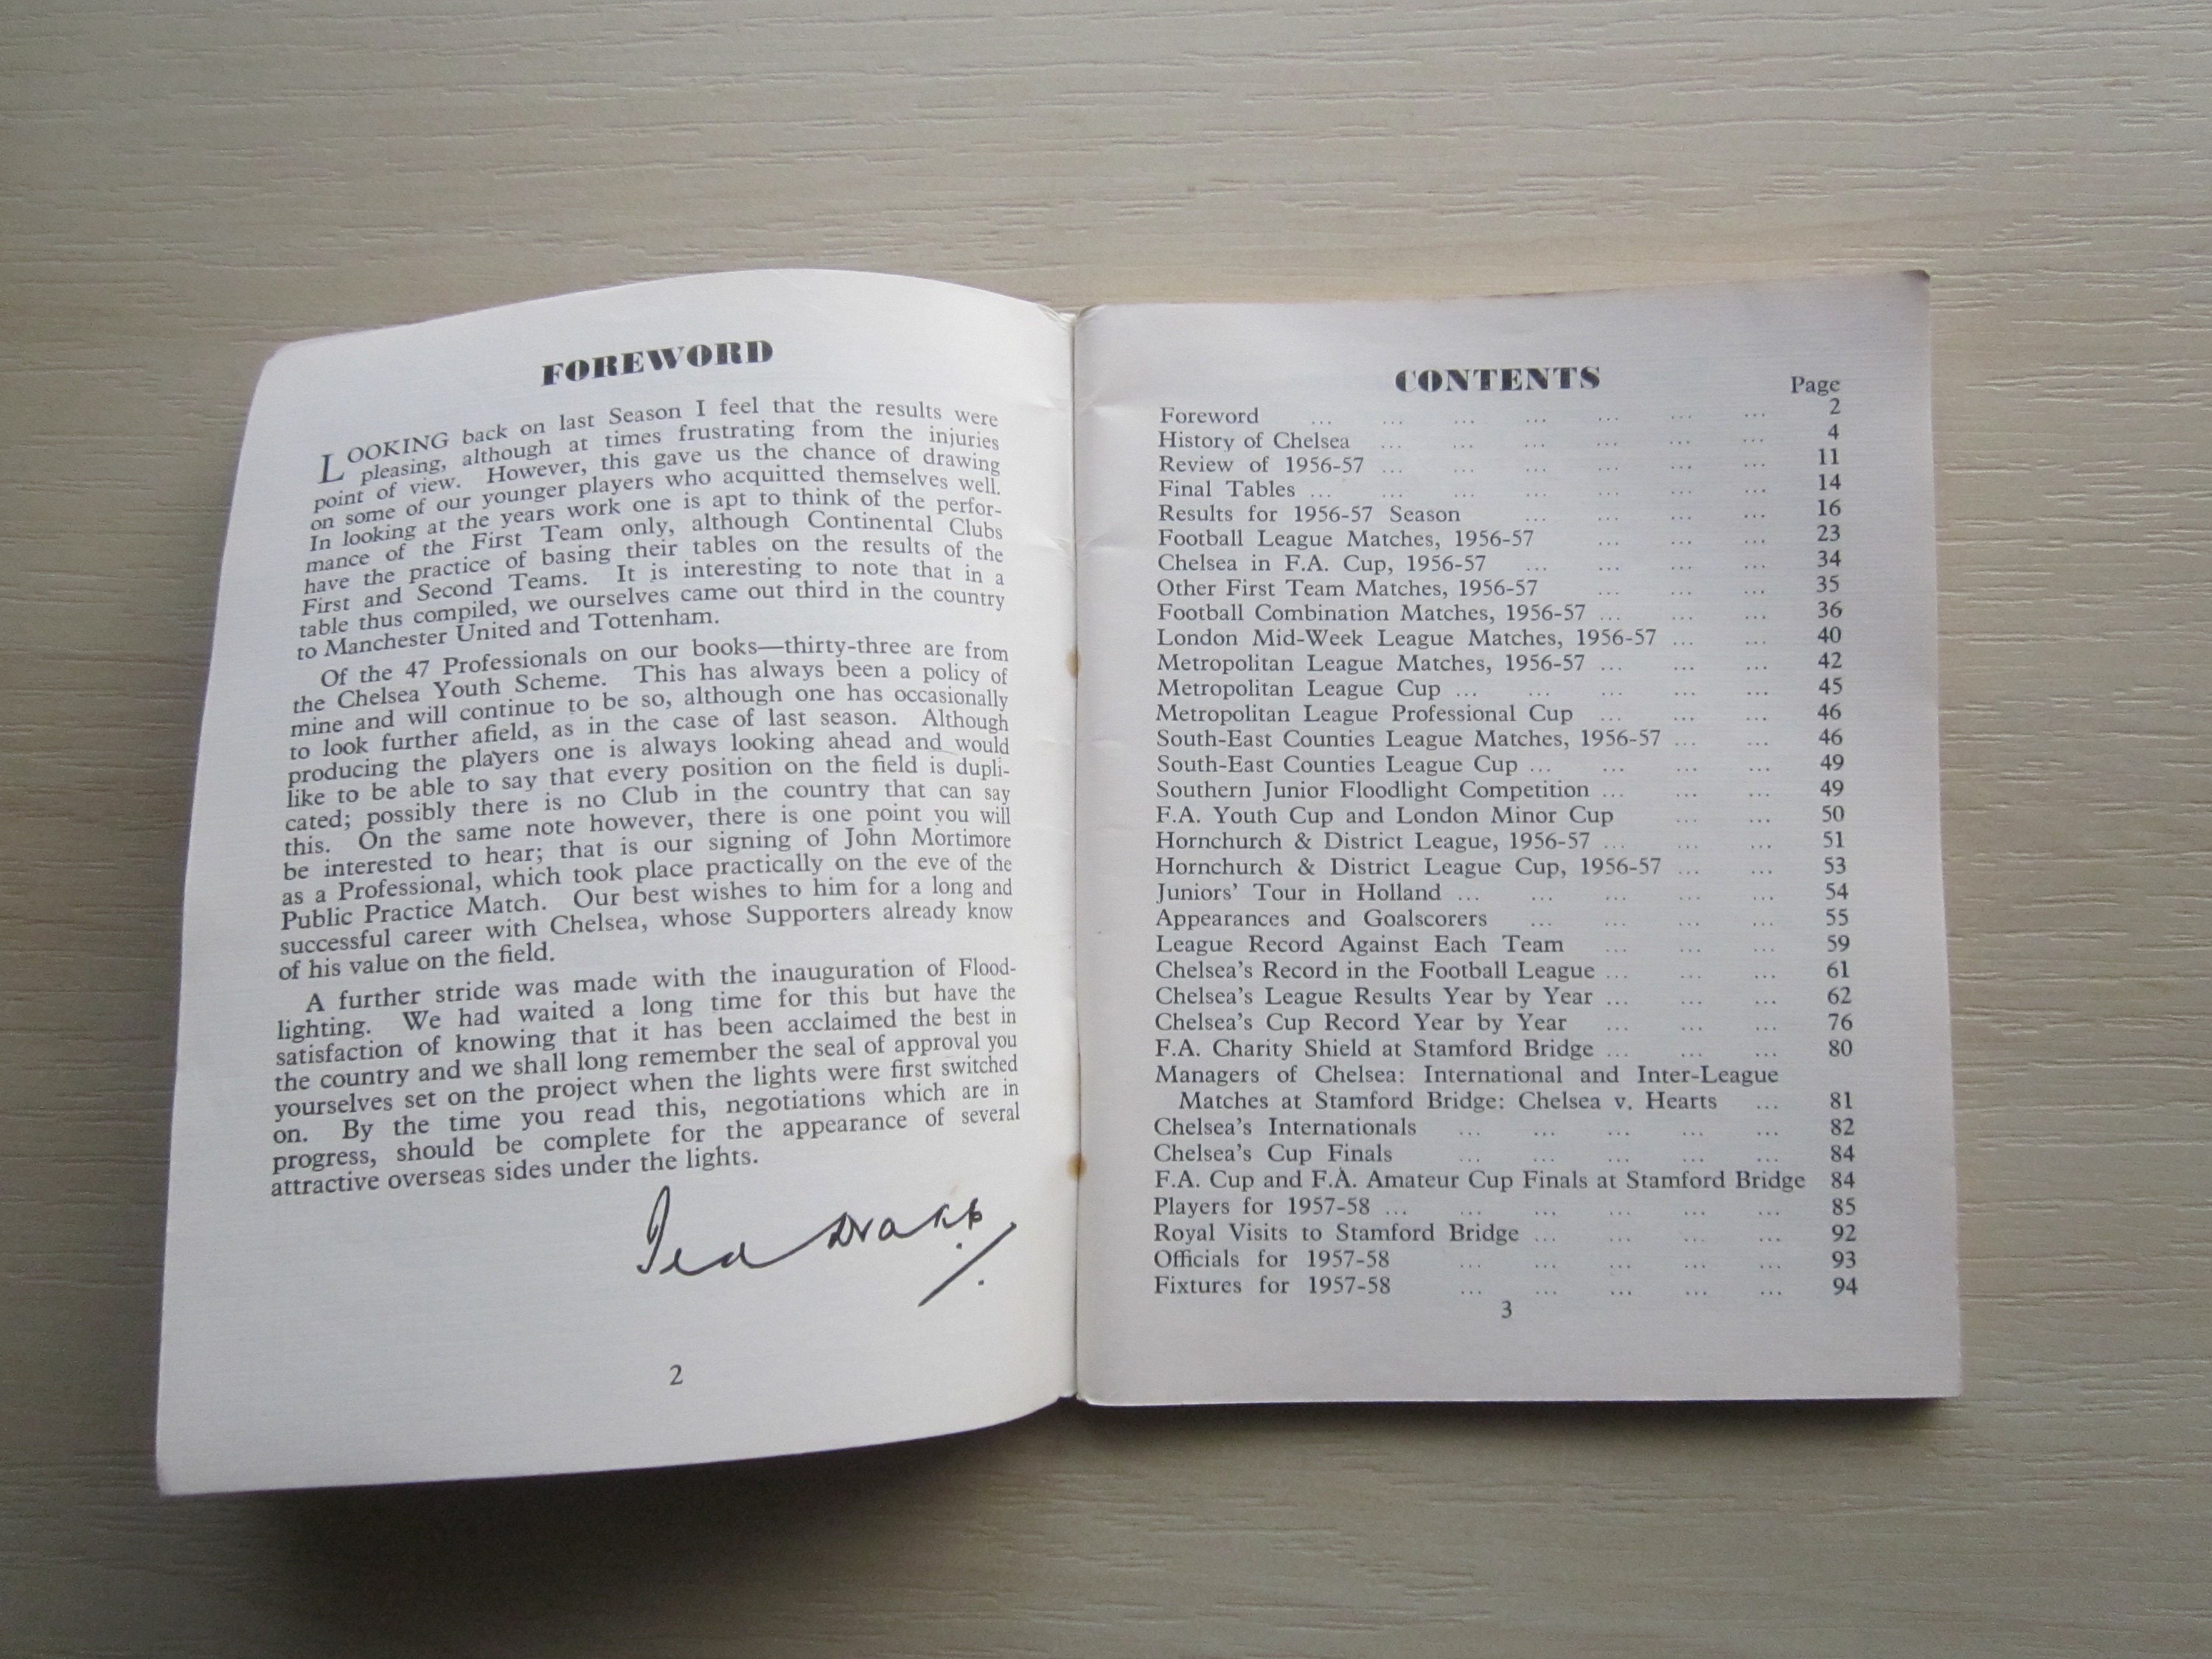 FOREWORD
LOOKING back on last Season I feel that the results were
pleasing, although at times frustrating from the injuries
point of view. However, this gave us the chance of drawing
on some of our younger players who acquitted themselves well.
In looking at the years work one is apt to think of the perfor-
mance of the First Team only, although Continental Clubs
have the practice of basing their tables on the results of the
First and Second Teams. It is interesting to note that in a
table thus compiled, we ourselves came out third in the country
to Manchester United and Tottenham.
Of the 47 Professionals on our books—thirty-three are from
the Chelsea Youth Scheme. This has always been a policy of
mine and will continue to be so, although one has occasionally
to look further afield, as in the case of last season. Although
producing the players one is always looking ahead and would
like to be able to say that every position on the field is dupli-
cated; possibly there is no Club in the country that can say
this. On the same note however, there is one point you will
be interested to hear; that is our signing of John Mortimore
as a Professional, which took place practically on the eve of the
Public Practice Match. Our best wishes to him for a long and
successful career with Chelsea, whose Supporters already know
of his value on the field.
A further stride was made with the inauguration of Flood-
lighting. We had waited a long time for this but have the
satisfaction of knowing that it has been acclaimed the best in
the country and we shall long remember the seal of approval you
yourselves set on the project when the lights were first switched
on. By the time you read this, negotiations which are in
progress, should be complete for the appearance of several
attractive overseas sides under the lights.
Ted Drake
2
CONTENTS
Page
Foreword ... ... ... ... ... ... ... 2
History of Chelsea ... ... ... ... ... ... 4
Review of 1956-57 ... ... ... ... ... ... 11
Final Tables ... ... ... ... ... ... ... 14
Results for 1956-57 Season ... ... ... ... 16
Football League Matches, 1956-57 ... ... ... 23
Chelsea in F.A. Cup, 1956-57 ... ... ... ... 34
Other First Team Matches, 1956-57 ... ... ... 35
Football Combination Matches, 1956-57 ... ... ... 36
London Mid-Week League Matches, 1956-57 ... ... 40
Metropolitan League Matches, 1956-57 ... ... ... 42
Metropolitan League Cup ... ... ... ... ... 45
Metropolitan League Professional Cup ... ... ... 46
South-East Counties League Matches, 1956-57 ... ... 46
South-East Counties League Cup ... ... ... ... 49
Southern Junior Floodlight Competition ... ... ... 49
F.A. Youth Cup and London Minor Cup ... ... 50
Hornchurch & District League, 1956-57 ... ... ... 51
Hornchurch & District League Cup, 1956-57 ... ... 53
Juniors' Tour in Holland ... ... ... ... ... 54
Appearances and Goalscorers ... ... ... ... 55
League Record Against Each Team ... ... ... 59
Chelsea's Record in the Football League ... ... ... 61
Chelsea's League Results Year by Year ... ... ... 62
Chelsea's Cup Record Year by Year ... ... ... 76
F.A. Charity Shield at Stamford Bridge ... ... ... 80
Managers of Chelsea: International and Inter-League
Matches at Stamford Bridge: Chelsea v. Hearts ... 81
Chelsea's Internationals ... ... ... ... ... 82
Chelsea's Cup Finals ... ... ... ... ... 84
F.A. Cup and F.A. Amateur Cup Finals at Stamford Bridge 84
Players for 1957-58 ... ... ... ... ... ... 85
Royal Visits to Stamford Bridge ... ... ... ... 92
Officials for 1957-58 ... ... ... ... ... 93
Fixtures for 1957-58 ... ... ... ... ... 94
3